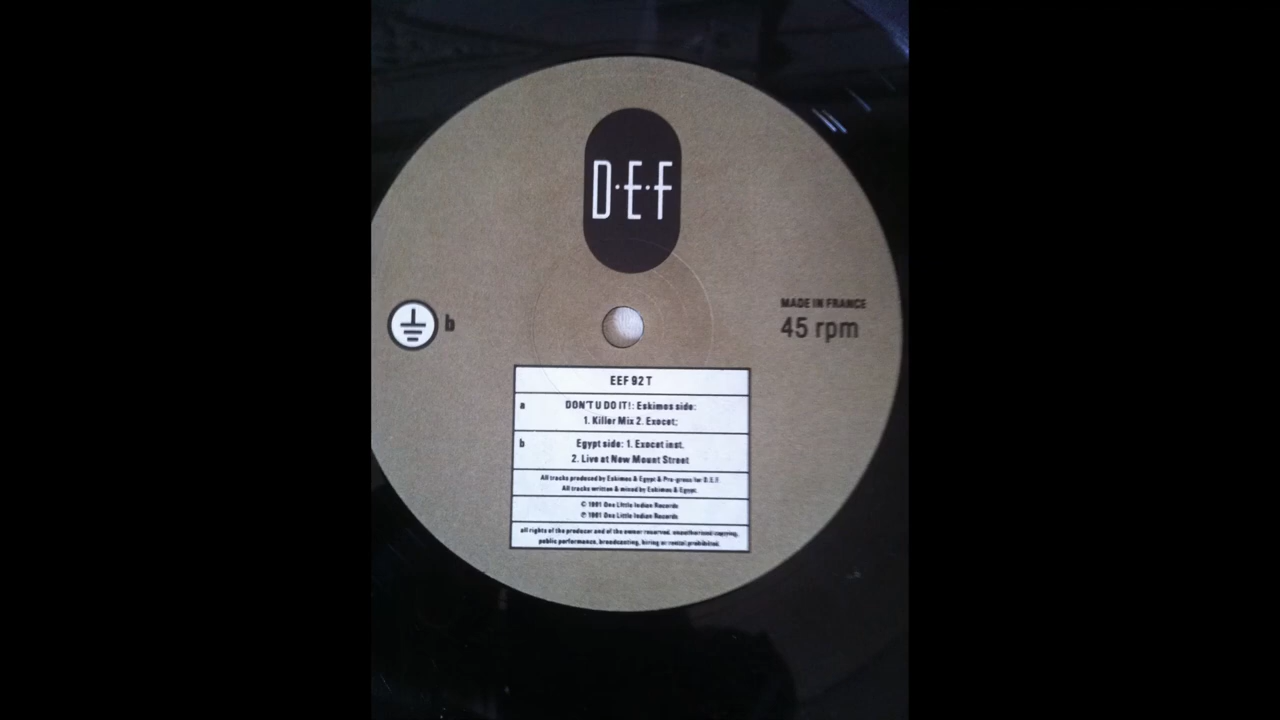 D·E·F
MADE IN FRANCE
45 rpm
b
EEF 92 T
a DON'T U DO IT!: Eskimos side:
1. Killer Mix 2. Exocet;
b Egypt side: 1. Exocet inst.
2. Live at New Mount Street
All tracks produced by Eskimos & Egypt & Pro-gress for D.E.F.
All tracks written & mixed by Eskimos & Egypt.
© 1991 One Little Indian Records
℗ 1991 One Little Indian Records
all rights of the producer and of the owner reserved. unauthorised copying,
public performance, broadcasting, hiring or rental prohibited.